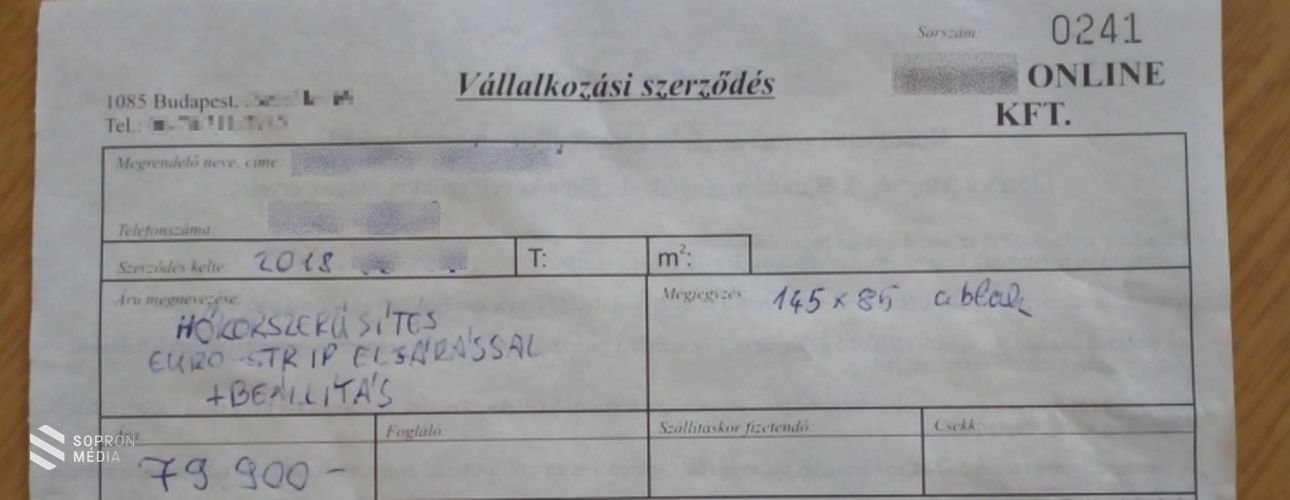 Sorszám:
0241
ONLINE
KFT.
Vállalkozási szerződés
1085 Budapest,
Tel.:
Megrendelő neve, címe:
Telefonszáma
Szerződés kelte: 2018
T:
m²:
Áru megnevezése:
HŐKORSZERŰSÍTÉS
EURO-STRIP ELJÁRÁSSAL
+BEÁLLÍTÁS
Megjegyzés: 145 x 85 ablak
Ára:
79.900-
Foglaló:
Szállításkor fizetendő:
Csekk:
SOPRON
MÉDIA